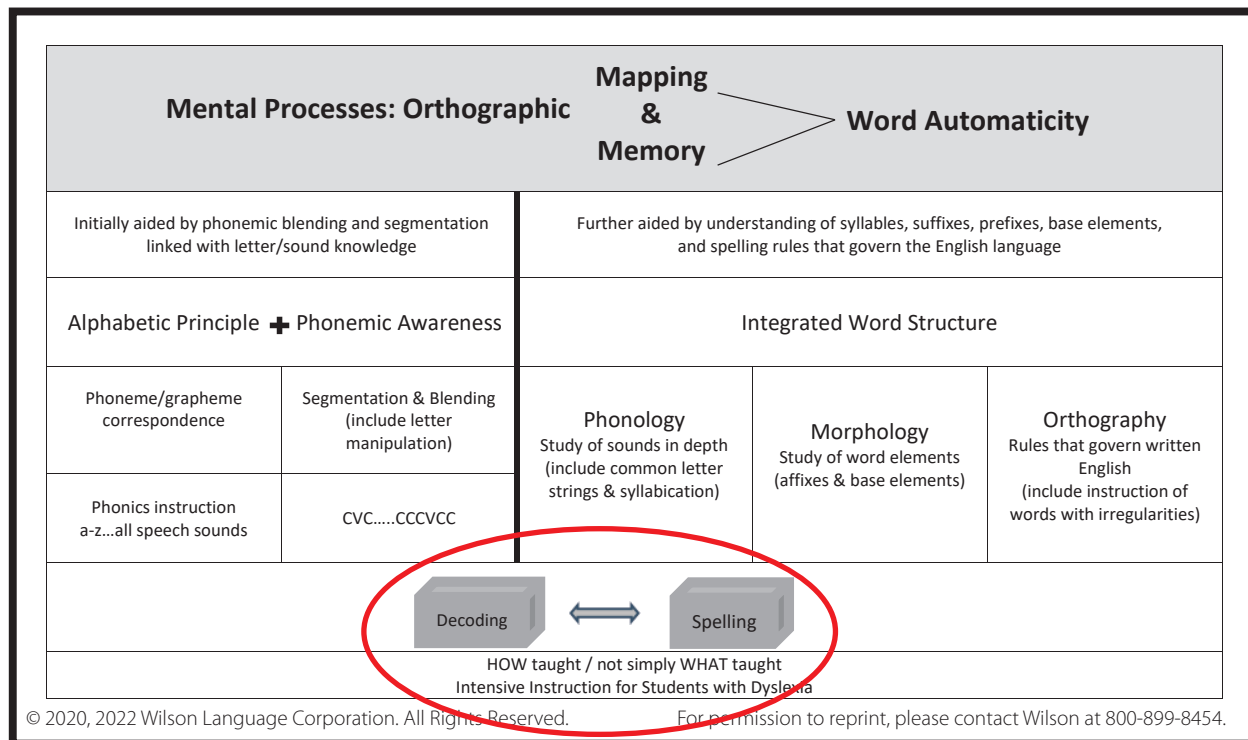 Mental Processes: Orthographic
Mapping
&
Memory
Word Automaticity
Initially aided by phonemic blending and segmentation
linked with letter/sound knowledge
Further aided by understanding of syllables, suffixes, prefixes, base elements,
and spelling rules that govern the English language
Alphabetic Principle + Phonemic Awareness
Integrated Word Structure
Phoneme/grapheme
correspondence
Segmentation & Blending
(include letter
manipulation)
Phonics instruction
a-z...all speech sounds
CVC.....CCCVCC
Phonology
Study of sounds in depth
(include common letter
strings & syllabication)
Morphology
Study of word elements
(affixes & base elements)
Orthography
Rules that govern written
English
(include instruction of
words with irregularities)
Decoding
Spelling
HOW taught / not simply WHAT taught
Intensive Instruction for Students with Dyslexia
© 2020, 2022 Wilson Language Corporation. All Rights Reserved.
For permission to reprint, please contact Wilson at 800-899-8454.